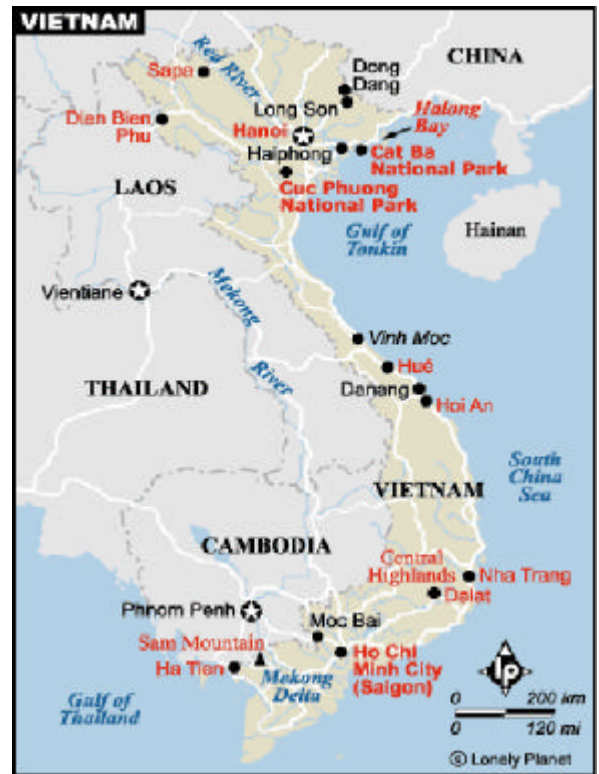 VIETNAM
CHINA
Red River
Sapa
Dong
Dang
Long Son
Halong
Bay
Dien Bien
Phu
Hanoi
Haiphong
Cat Ba
National Park
LAOS
Cuc Phuong
National Park
Gulf of
Tonkin
Hainan
Vientiane
Mekong
River
Vinh Moc
Hué
THAILAND
Danang
Hoi An
South
China
Sea
VIETNAM
CAMBODIA
Central
Highlands
Nha Trang
Dalat
Phnom Penh
Moc Bai
Sam Mountain
Ha Tien
Mekong
Delta
Ho Chi
Minh City
(Saigon)
Gulf of
Thailand
lp
0 200 km
0 120 mi
© Lonely Planet